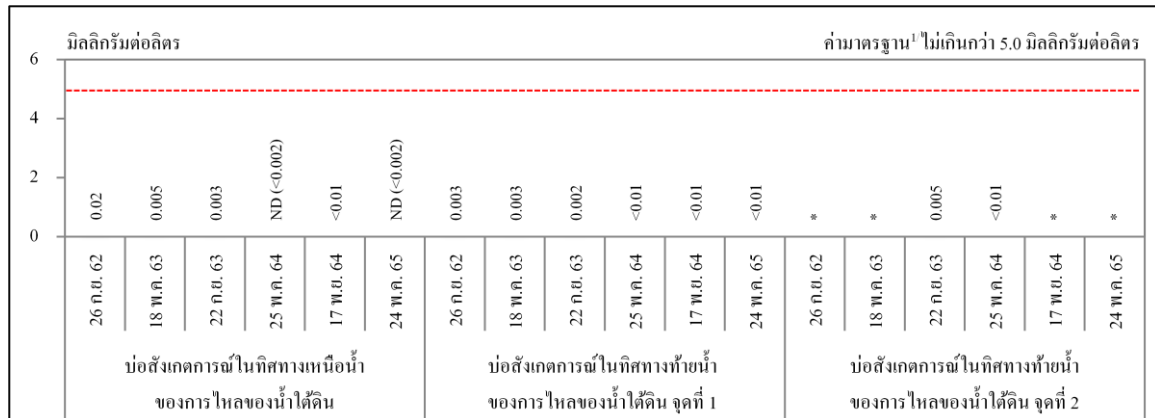 มิลลิกรัมต่อลิตร
ค่ามาตรฐาน1/ไม่เกินกว่า 5.0 มิลลิกรัมต่อลิตร
6
4
2
0
0.02
0.005
0.003
ND (<0.002)
<0.01
ND (<0.002)
0.003
0.003
0.002
<0.01
<0.01
<0.01
*
*
0.005
<0.01
*
*
26 ก.ย. 62
18 พ.ค. 63
22 ก.ย. 63
25 พ.ค. 64
17 พ.ย. 64
24 พ.ค. 65
26 ก.ย. 62
18 พ.ค. 63
22 ก.ย. 63
25 พ.ค. 64
17 พ.ย. 64
24 พ.ค. 65
26 ก.ย. 62
18 พ.ค. 63
22 ก.ย. 63
25 พ.ค. 64
17 พ.ย. 64
24 พ.ค. 65
บ่อสังเกตการณ์ในทิศทางเหนือน้ำ
ของการไหลของน้ำใต้ดิน
บ่อสังเกตการณ์ในทิศทางท้ายน้ำ
ของการไหลของน้ำใต้ดิน จุดที่ 1
บ่อสังเกตการณ์ในทิศทางท้ายน้ำ
ของการไหลของน้ำใต้ดิน จุดที่ 2